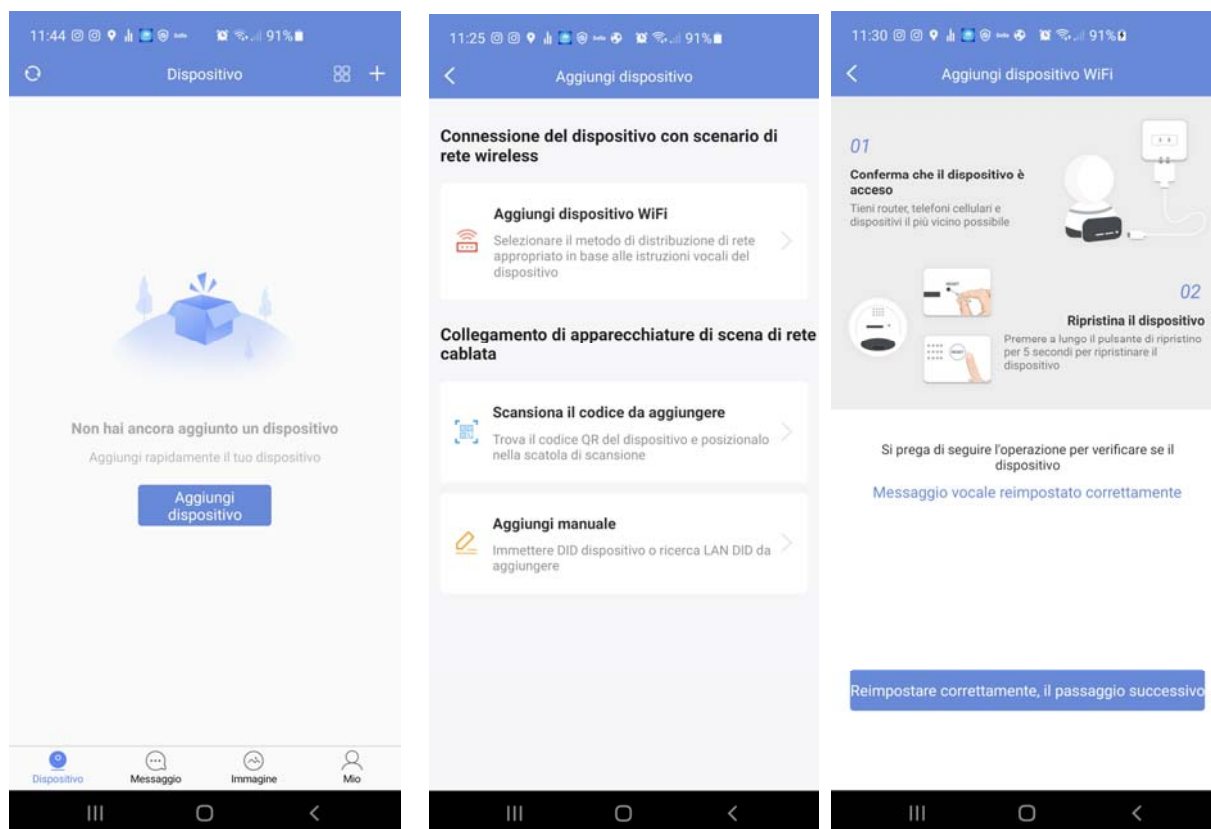 11:44 91%
Dispositivo
Non hai ancora aggiunto un dispositivo
Aggiungi rapidamente il tuo dispositivo
Aggiungi
dispositivo
Dispositivo
Messaggio
Immagine
Mio
11:25 91%
Aggiungi dispositivo
Connessione del dispositivo con scenario di
rete wireless
Aggiungi dispositivo WiFi
Selezionare il metodo di distribuzione di rete
appropriato in base alle istruzioni vocali del
dispositivo
Collegamento di apparecchiature di scena di rete
cablata
Scansiona il codice da aggiungere
Trova il codice QR del dispositivo e posizionalo
nella scatola di scansione
Aggiungi manuale
Immettere DID dispositivo o ricerca LAN DID da
aggiungere
11:30 91%
Aggiungi dispositivo WiFi
01
Conferma che il dispositivo è
acceso
Tieni router, telefoni cellulari e
dispositivi il più vicino possibile
RESET
RESET
02
Ripristina il dispositivo
Premere a lungo il pulsante di ripristino
per 5 secondi per ripristinare il
dispositivo
Si prega di seguire l'operazione per verificare se il
dispositivo
Messaggio vocale reimpostato correttamente
Reimpostare correttamente, il passaggio successivo